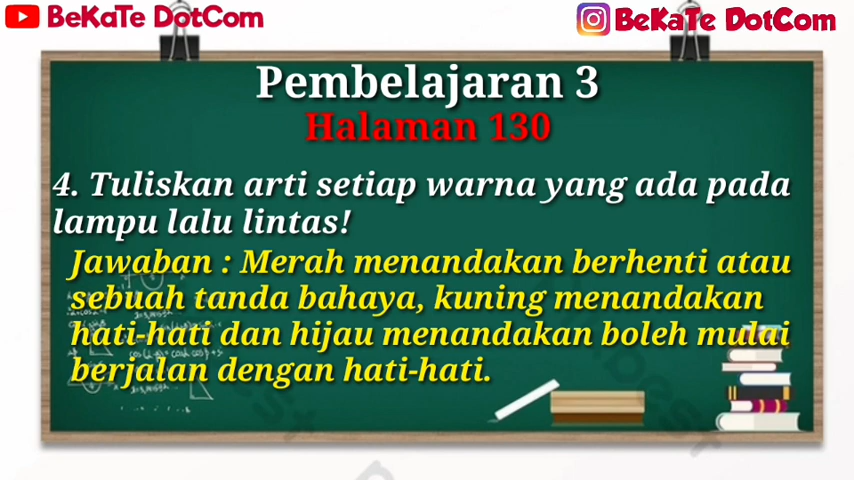 BeKaTe DotCom
BeKaTe DotCom
Pembelajaran 3
Halaman 130
4. Tuliskan arti setiap warna yang ada pada
lampu lalu lintas!
Jawaban : Merah menandakan berhenti atau
sebuah tanda bahaya, kuning menandakan
hati-hati dan hijau menandakan boleh mulai
berjalan dengan hati-hati.